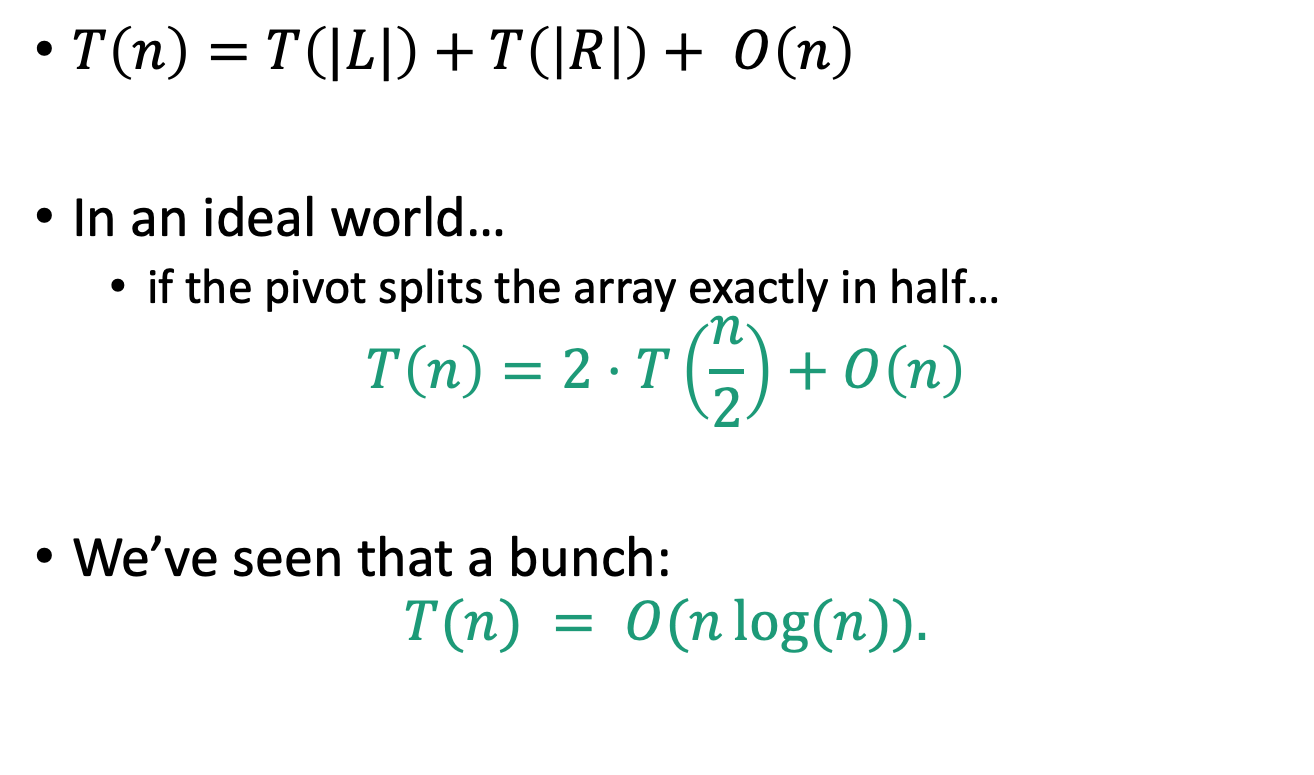 • T(n) = T(|L|) + T(|R|) + O(n)
• In an ideal world…
• if the pivot splits the array exactly in half…
T(n) = 2 · T(n/2) + O(n)
• We’ve seen that a bunch:
T(n) = O(n log(n)).